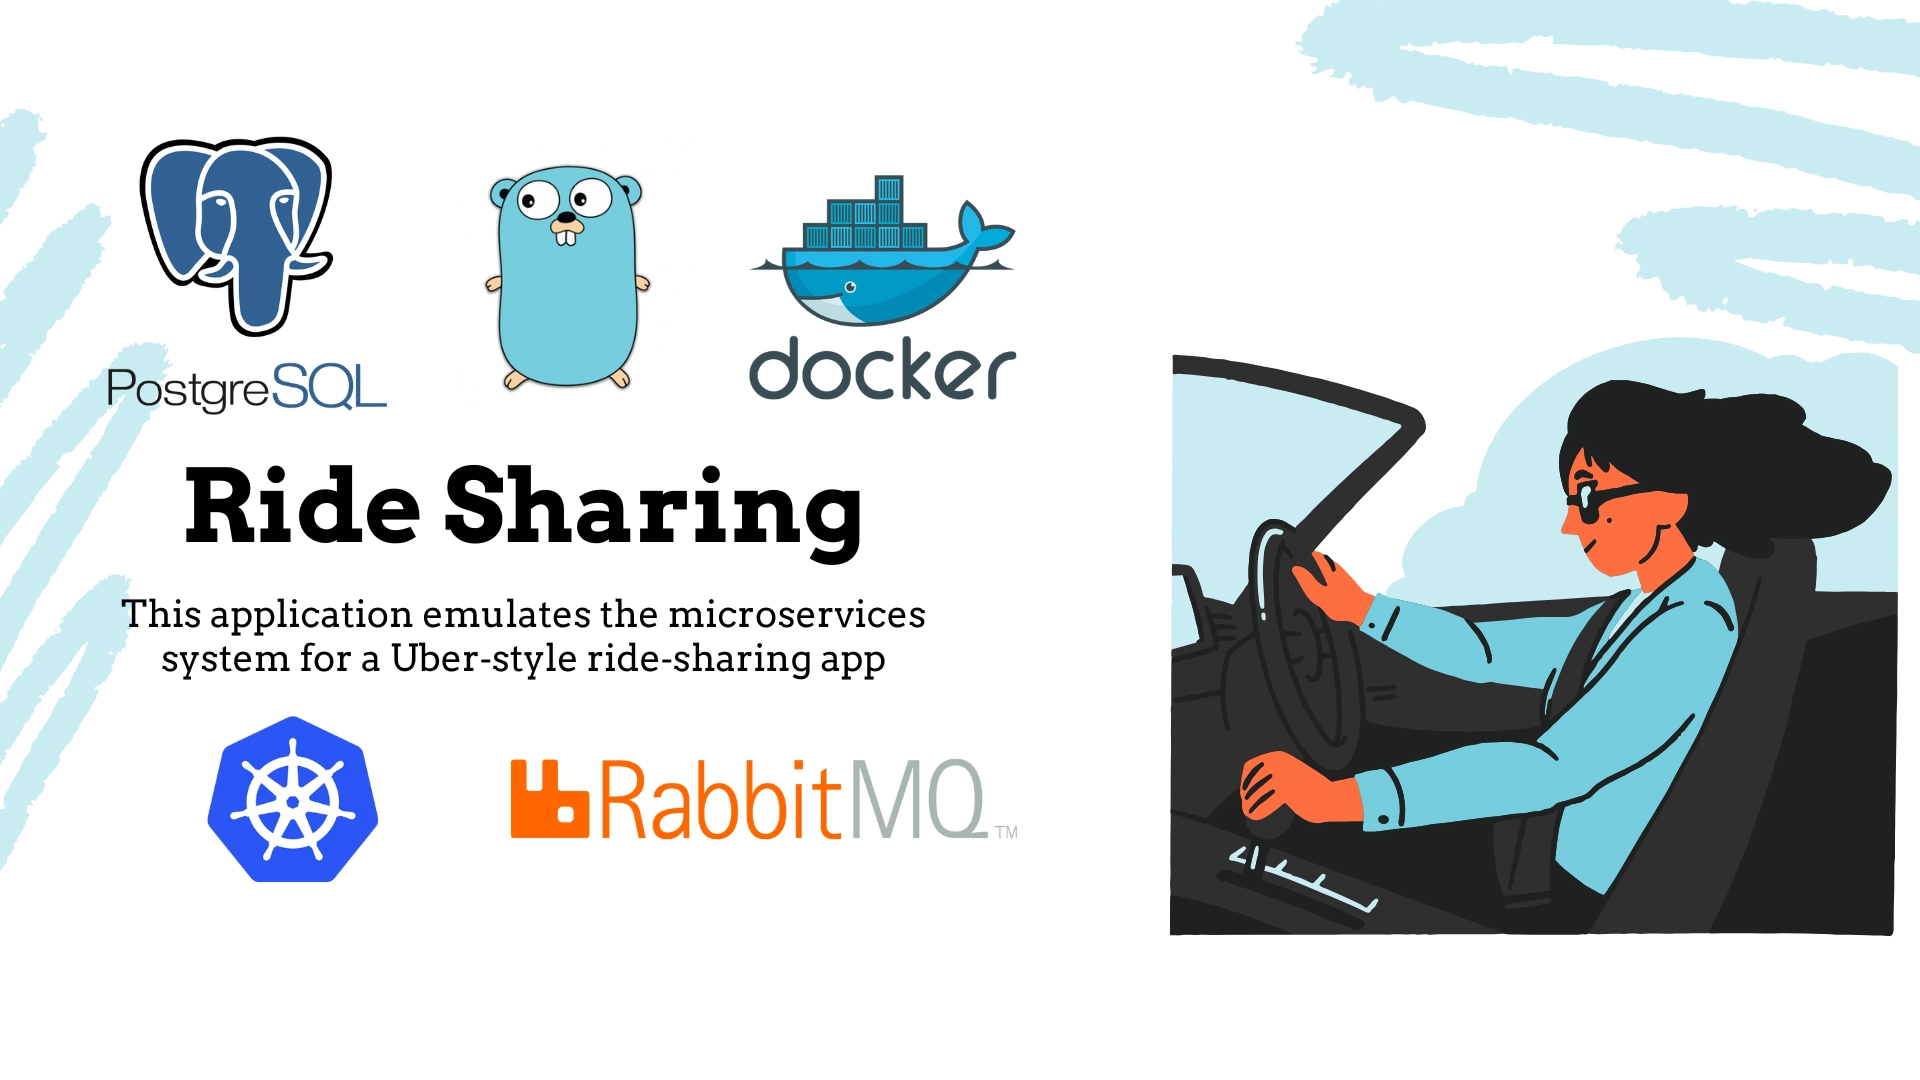 PostgreSQL
docker
Ride Sharing
This application emulates the microservices
system for a Uber-style ride-sharing app
RabbitMQ TM